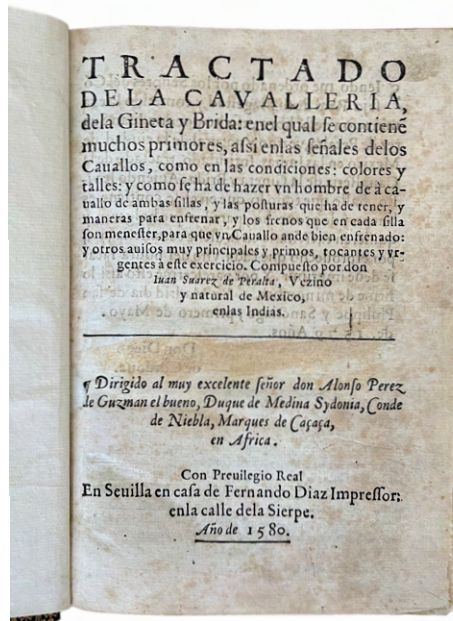 TRACTADO
DELA CAVALLERIA,
dela Gineta y Brida: enel qual ſe contienẽ
muchos primores, aſsi enlas ſeñales delos
Cauallos, como en las condiciones: colores y
talles: y como ſe ha de hazer vn hombre de à ca-
uallo de ambas ſillas, y las poſturas que ha de tener, y
maneras para enfrenar, y los frenos que en cada ſilla
ſon meneſter, para que vn Cauallo ande bien enfrenado:
y otros auiſos muy principales y primos, tocantes y vr-
gentes à eſte exercicio. Compueſto por don
Iuan Suarez de Peralta, Vezino
y natural de Mexico,
enlas Indias.
¶ Dirigido al muy excelente ſeñor don Alonſo Perez
de Guzman el bueno, Duque de Medina Sydonia, Conde
de Niebla, Marques de Caçaça,
en Africa.
Con Preuilegio Real
En Seuilla en caſa de Fernando Diaz Impreſſor:
enla calle dela Sierpe.
Año de 1580.